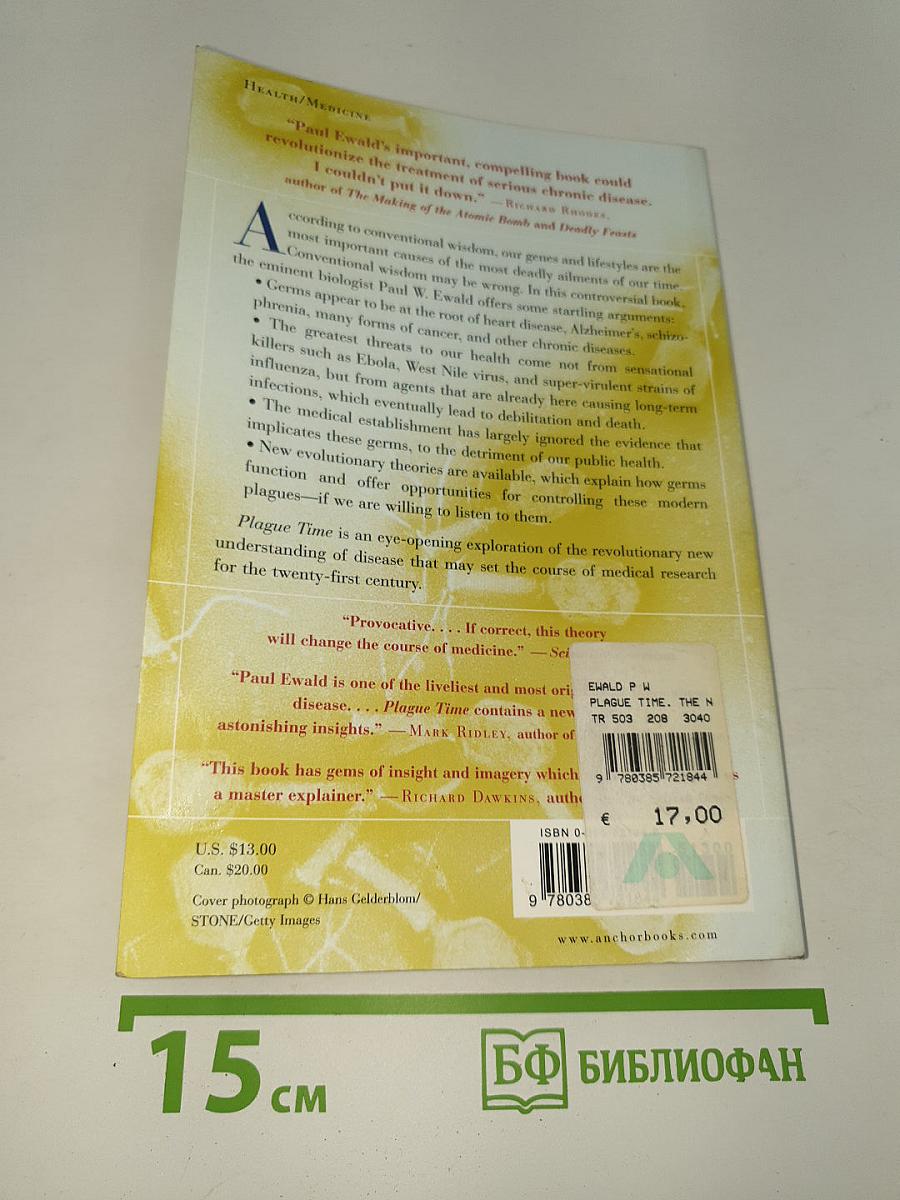 HEALTH/MEDICINE
"Paul Ewald's important, compelling book could
revolutionize the treatment of serious chronic disease.
I couldn't put it down." —RICHARD RHODES,
author of The Making of the Atomic Bomb and Deadly Feasts
According to conventional wisdom, our genes and lifestyles are the
most important causes of the most deadly ailments of our time.
Conventional wisdom may be wrong. In this controversial book,
the eminent biologist Paul W. Ewald offers some startling arguments:
• Germs appear to be at the root of heart disease, Alzheimer's, schizo-
phrenia, many forms of cancer, and other chronic diseases.
• The greatest threats to our health come not from sensational
killers such as Ebola, West Nile virus, and super-virulent strains of
influenza, but from agents that are already here causing long-term
infections, which eventually lead to debilitation and death.
• The medical establishment has largely ignored the evidence that
implicates these germs, to the detriment of our public health.
• New evolutionary theories are available, which explain how germs
function and offer opportunities for controlling these modern
plagues—if we are willing to listen to them.
Plague Time is an eye-opening exploration of the revolutionary new
understanding of disease that may set the course of medical research
for the twenty-first century.
"Provocative. . . . If correct, this theory
will change the course of medicine." —Sci
"Paul Ewald is one of the liveliest and most ori
disease. . . . Plague Time contains a new
astonishing insights." —MARK RIDLEY, author of
"This book has gems of insight and imagery which s
a master explainer." —RICHARD DAWKINS, autho
EWALD P W
PLAGUE TIME. THE N
TR 503 208 3040
9 780385 721844
€ 17,00
U.S. $13.00
Can. $20.00
Cover photograph © Hans Gelderblom/
STONE/Getty Images
ISBN 0-
9 78038
www.anchorbooks.com
15 см
БФ БИБЛИОФАН